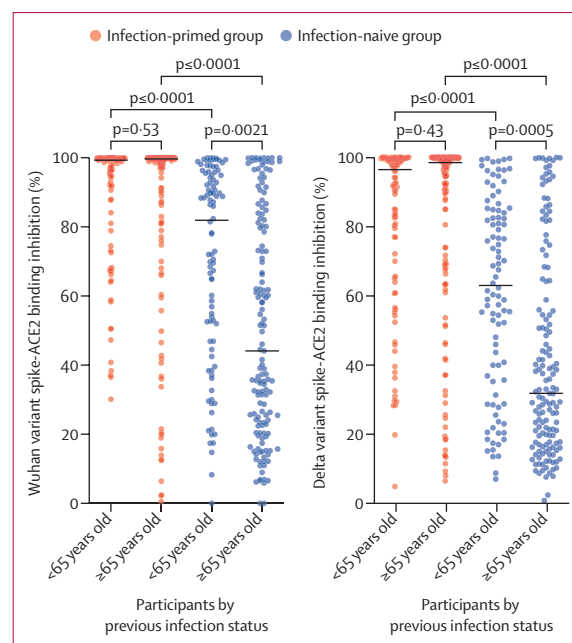 Infection-primed group Infection-naive group
p≤0·0001
p≤0·0001
p=0·53 p=0·0021
100
80
60
40
20
0
Wuhan variant spike-ACE2 binding inhibition (%)
<65 years old
≥65 years old
<65 years old
≥65 years old
Participants by
previous infection status
p≤0·0001
p≤0·0001
p=0·43 p=0·0005
100
80
60
40
20
0
Delta variant spike-ACE2 binding inhibition (%)
<65 years old
≥65 years old
<65 years old
≥65 years old
Participants by
previous infection status